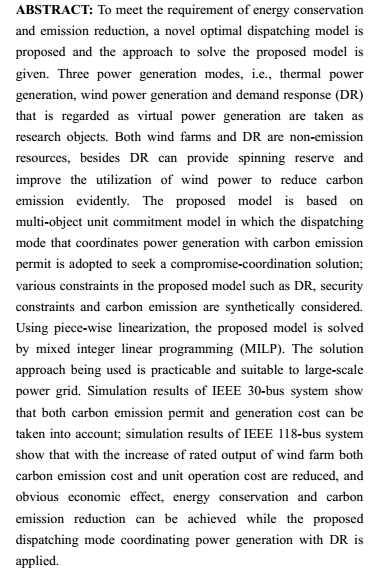 ABSTRACT: To meet the requirement of energy conservation
and emission reduction, a novel optimal dispatching model is
proposed and the approach to solve the proposed model is
given. Three power generation modes, i.e., thermal power
generation, wind power generation and demand response (DR)
that is regarded as virtual power generation are taken as
research objects. Both wind farms and DR are non-emission
resources, besides DR can provide spinning reserve and
improve the utilization of wind power to reduce carbon
emission evidently. The proposed model is based on
multi-object unit commitment model in which the dispatching
mode that coordinates power generation with carbon emission
permit is adopted to seek a compromise-coordination solution;
various constraints in the proposed model such as DR, security
constraints and carbon emission are synthetically considered.
Using piece-wise linearization, the proposed model is solved
by mixed integer linear programming (MILP). The solution
approach being used is practicable and suitable to large-scale
power grid. Simulation results of IEEE 30-bus system show
that both carbon emission permit and generation cost can be
taken into account; simulation results of IEEE 118-bus system
show that with the increase of rated output of wind farm both
carbon emission cost and unit operation cost are reduced, and
obvious economic effect, energy conservation and carbon
emission reduction can be achieved while the proposed
dispatching mode coordinating power generation with DR is
applied.